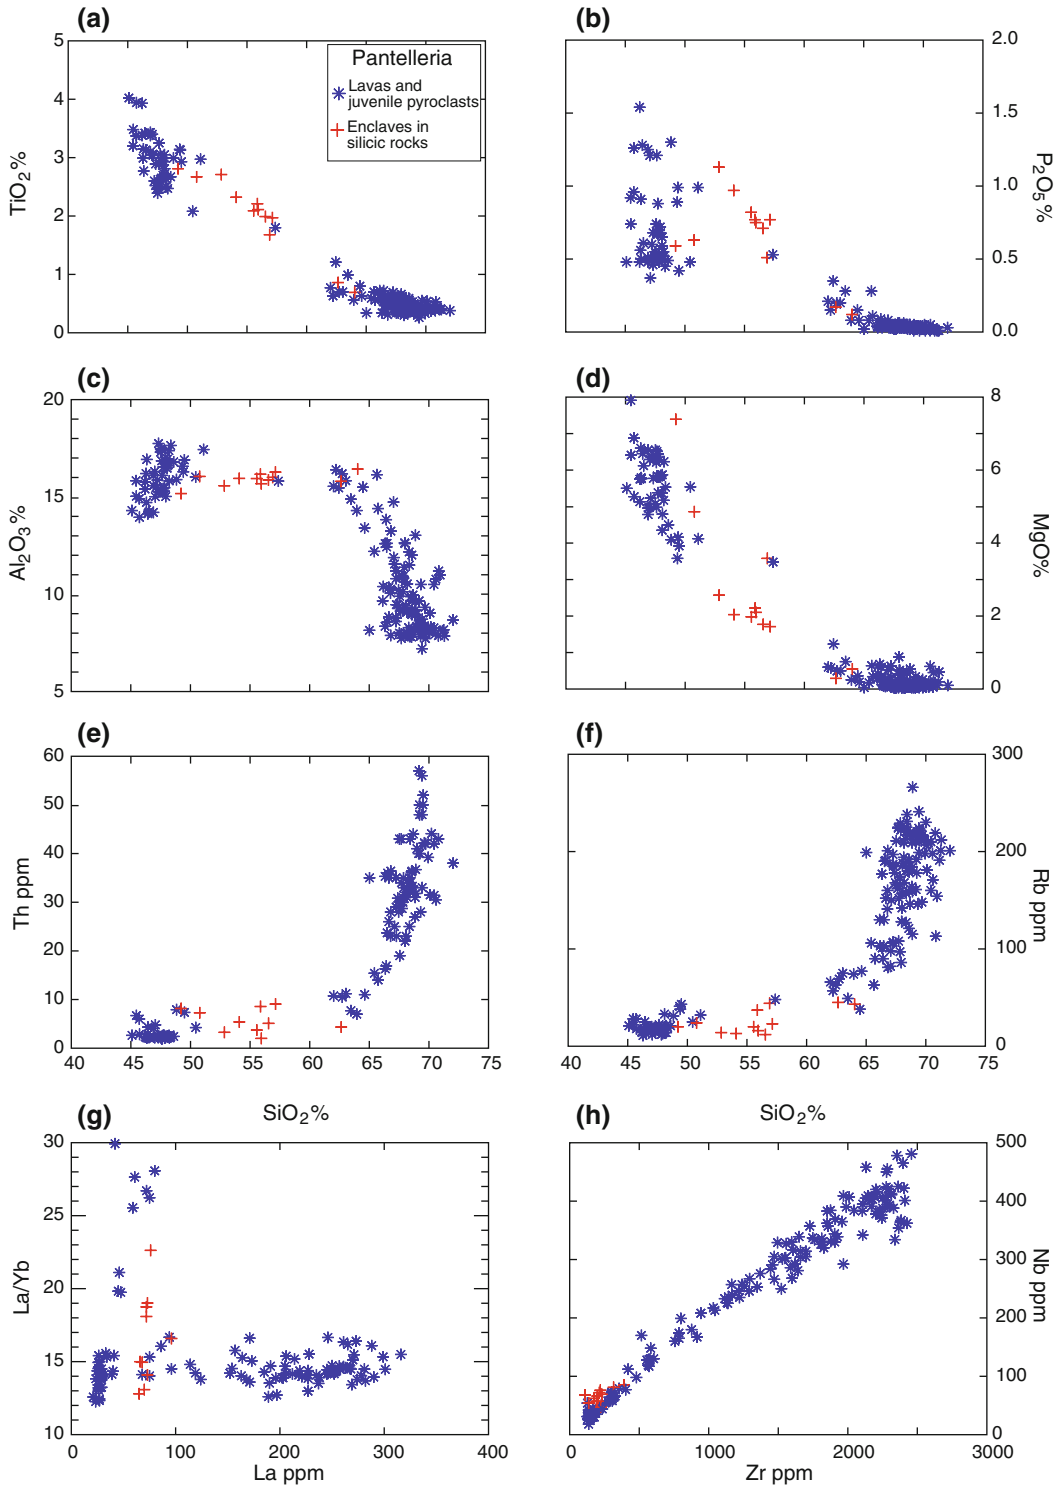 (a)
(b)
5
4
3
2
1
0
TiO2%
Pantelleria
Lavas and
juvenile pyroclasts
Enclaves in
silicic rocks
2.0
1.5
1.0
0.5
0.0
P2O5%
(c)
(d)
20
15
10
5
Al2O3%
8
6
4
2
0
MgO%
(e)
(f)
60
50
40
30
20
10
0
Th ppm
40 45 50 55 60 65 70 75
SiO2%
300
200
100
0
Rb ppm
40 45 50 55 60 65 70 75
SiO2%
(g)
(h)
30
25
20
15
10
La/Yb
0 100 200 300 400
La ppm
500
400
300
200
100
0
Nb ppm
0 1000 2000 3000
Zr ppm